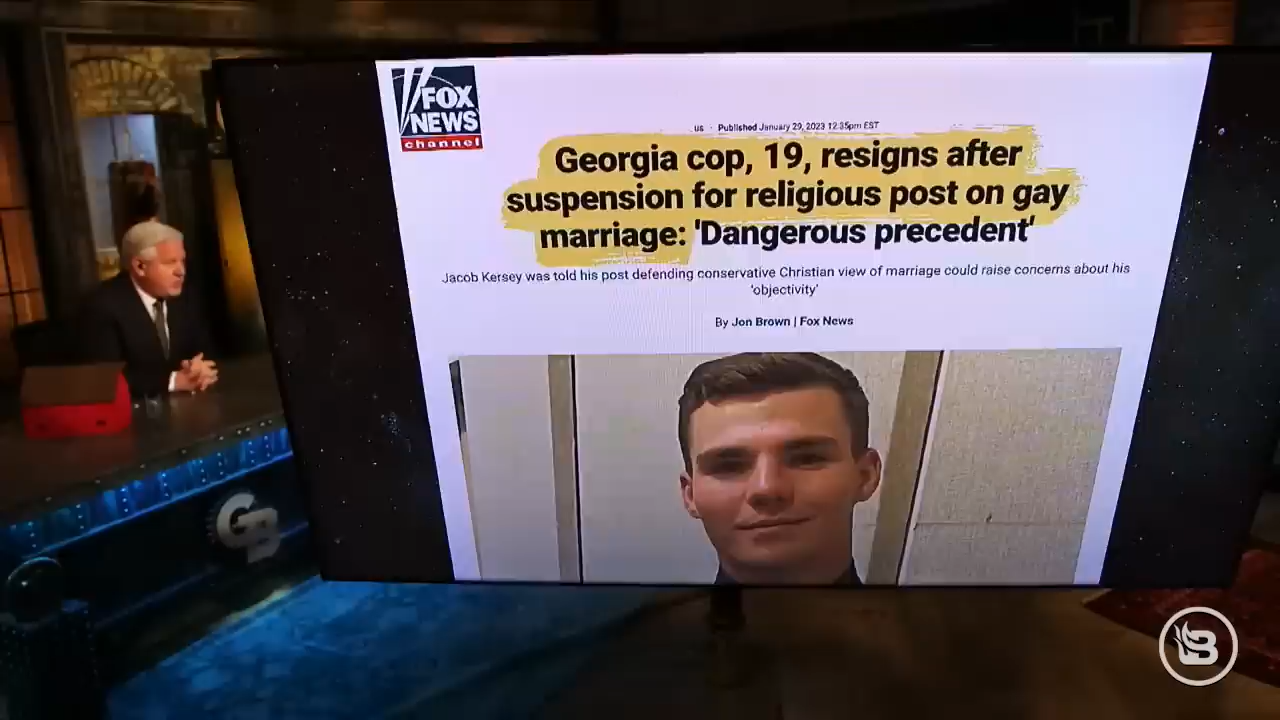 FOX
NEWS
channel
US · Published January 29, 2023 12:35pm EST
Georgia cop, 19, resigns after
suspension for religious post on gay
marriage: 'Dangerous precedent'
Jacob Kersey was told his post defending conservative Christian view of marriage could raise concerns about his
'objectivity'
By Jon Brown | Fox News
GB
B